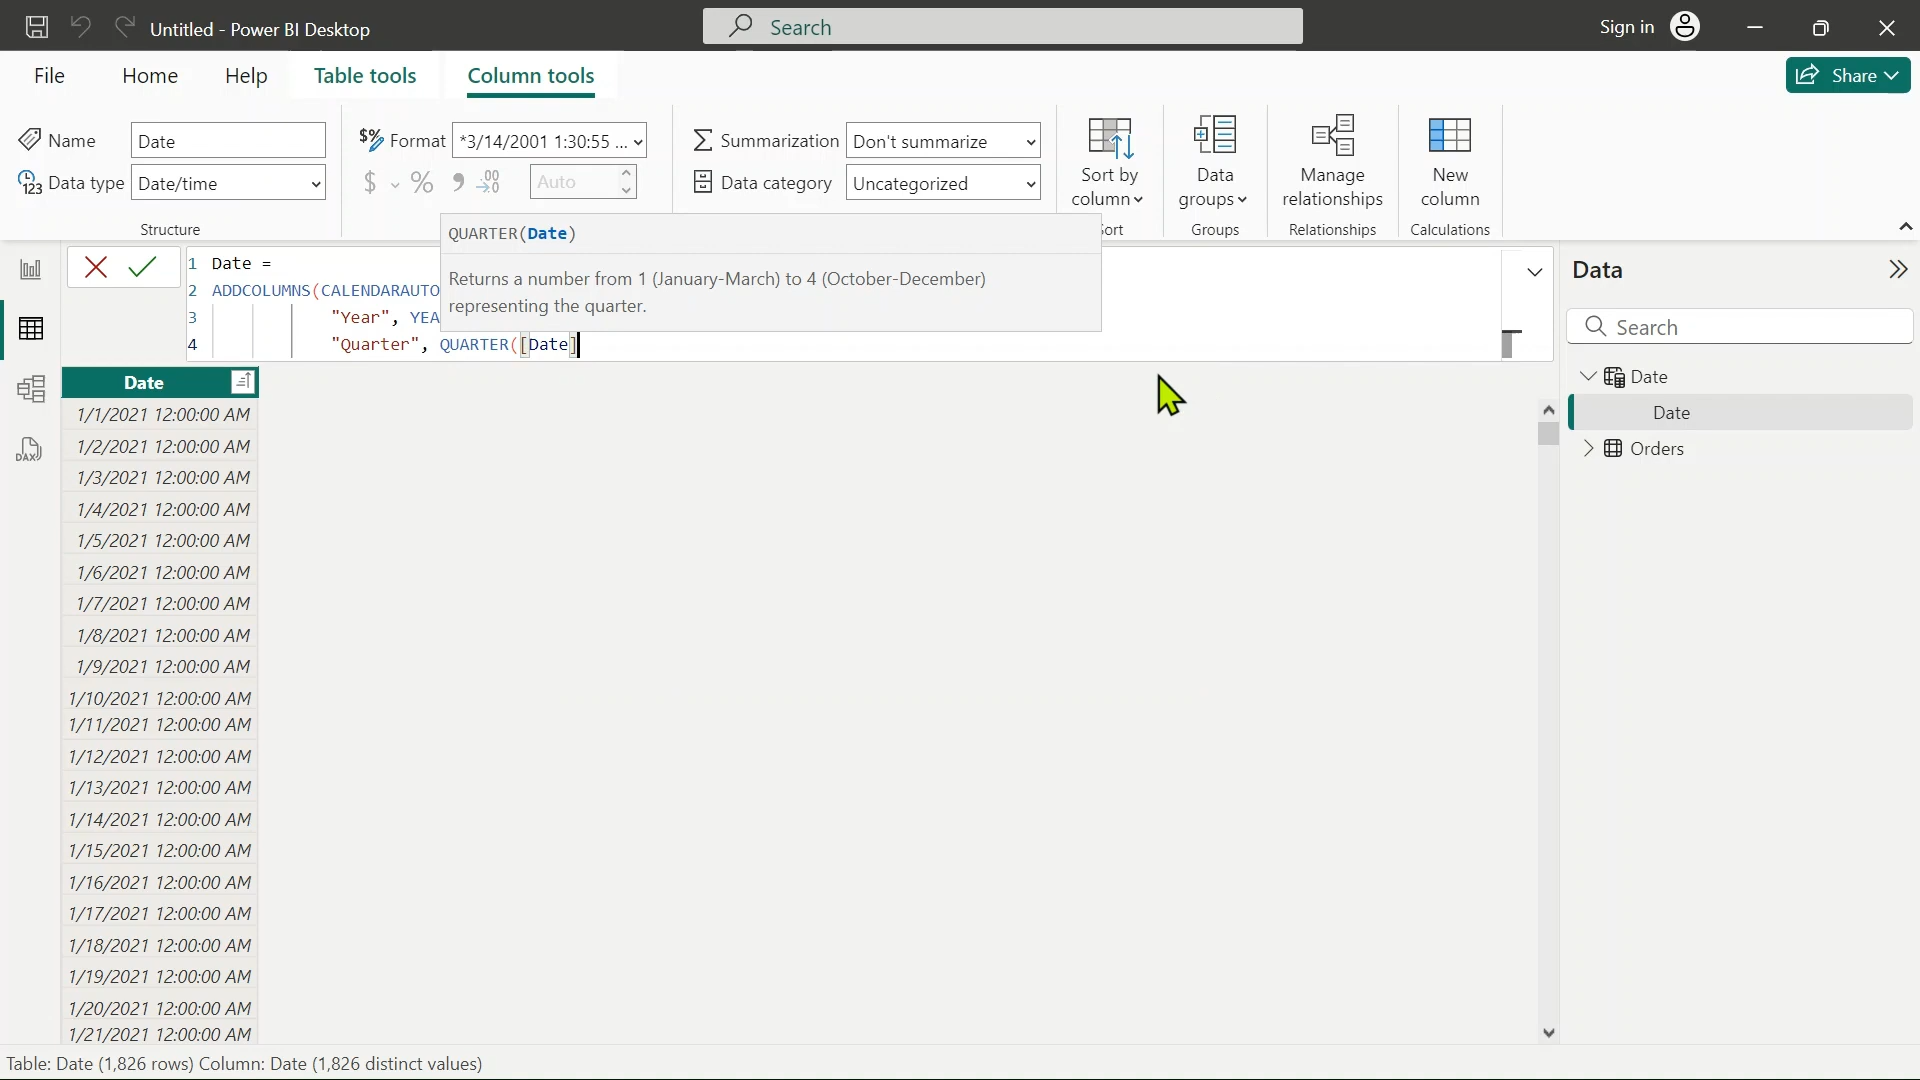 Untitled - Power BI Desktop
Search
Sign in
File
Home
Help
Table tools
Column tools
Share
Name
Date
Data type
Date/time
Structure
Format
*3/14/2001 1:30:55 ...
$
%
Auto
Summarization
Don't summarize
Data category
Uncategorized
Sort by
column
Data
groups
Groups
Manage
relationships
Relationships
New
column
Calculations
QUARTER(Date)
Returns a number from 1 (January-March) to 4 (October-December)
representing the quarter.
1 Date =
2 ADDCOLUMNS(CALENDARAUTO
3 "Year", YEA
4 "Quarter", QUARTER([Date]
DAX
Date
1/1/2021 12:00:00 AM
1/2/2021 12:00:00 AM
1/3/2021 12:00:00 AM
1/4/2021 12:00:00 AM
1/5/2021 12:00:00 AM
1/6/2021 12:00:00 AM
1/7/2021 12:00:00 AM
1/8/2021 12:00:00 AM
1/9/2021 12:00:00 AM
1/10/2021 12:00:00 AM
1/11/2021 12:00:00 AM
1/12/2021 12:00:00 AM
1/13/2021 12:00:00 AM
1/14/2021 12:00:00 AM
1/15/2021 12:00:00 AM
1/16/2021 12:00:00 AM
1/17/2021 12:00:00 AM
1/18/2021 12:00:00 AM
1/19/2021 12:00:00 AM
1/20/2021 12:00:00 AM
1/21/2021 12:00:00 AM
Data
Search
Date
Date
Orders
Table: Date (1,826 rows) Column: Date (1,826 distinct values)